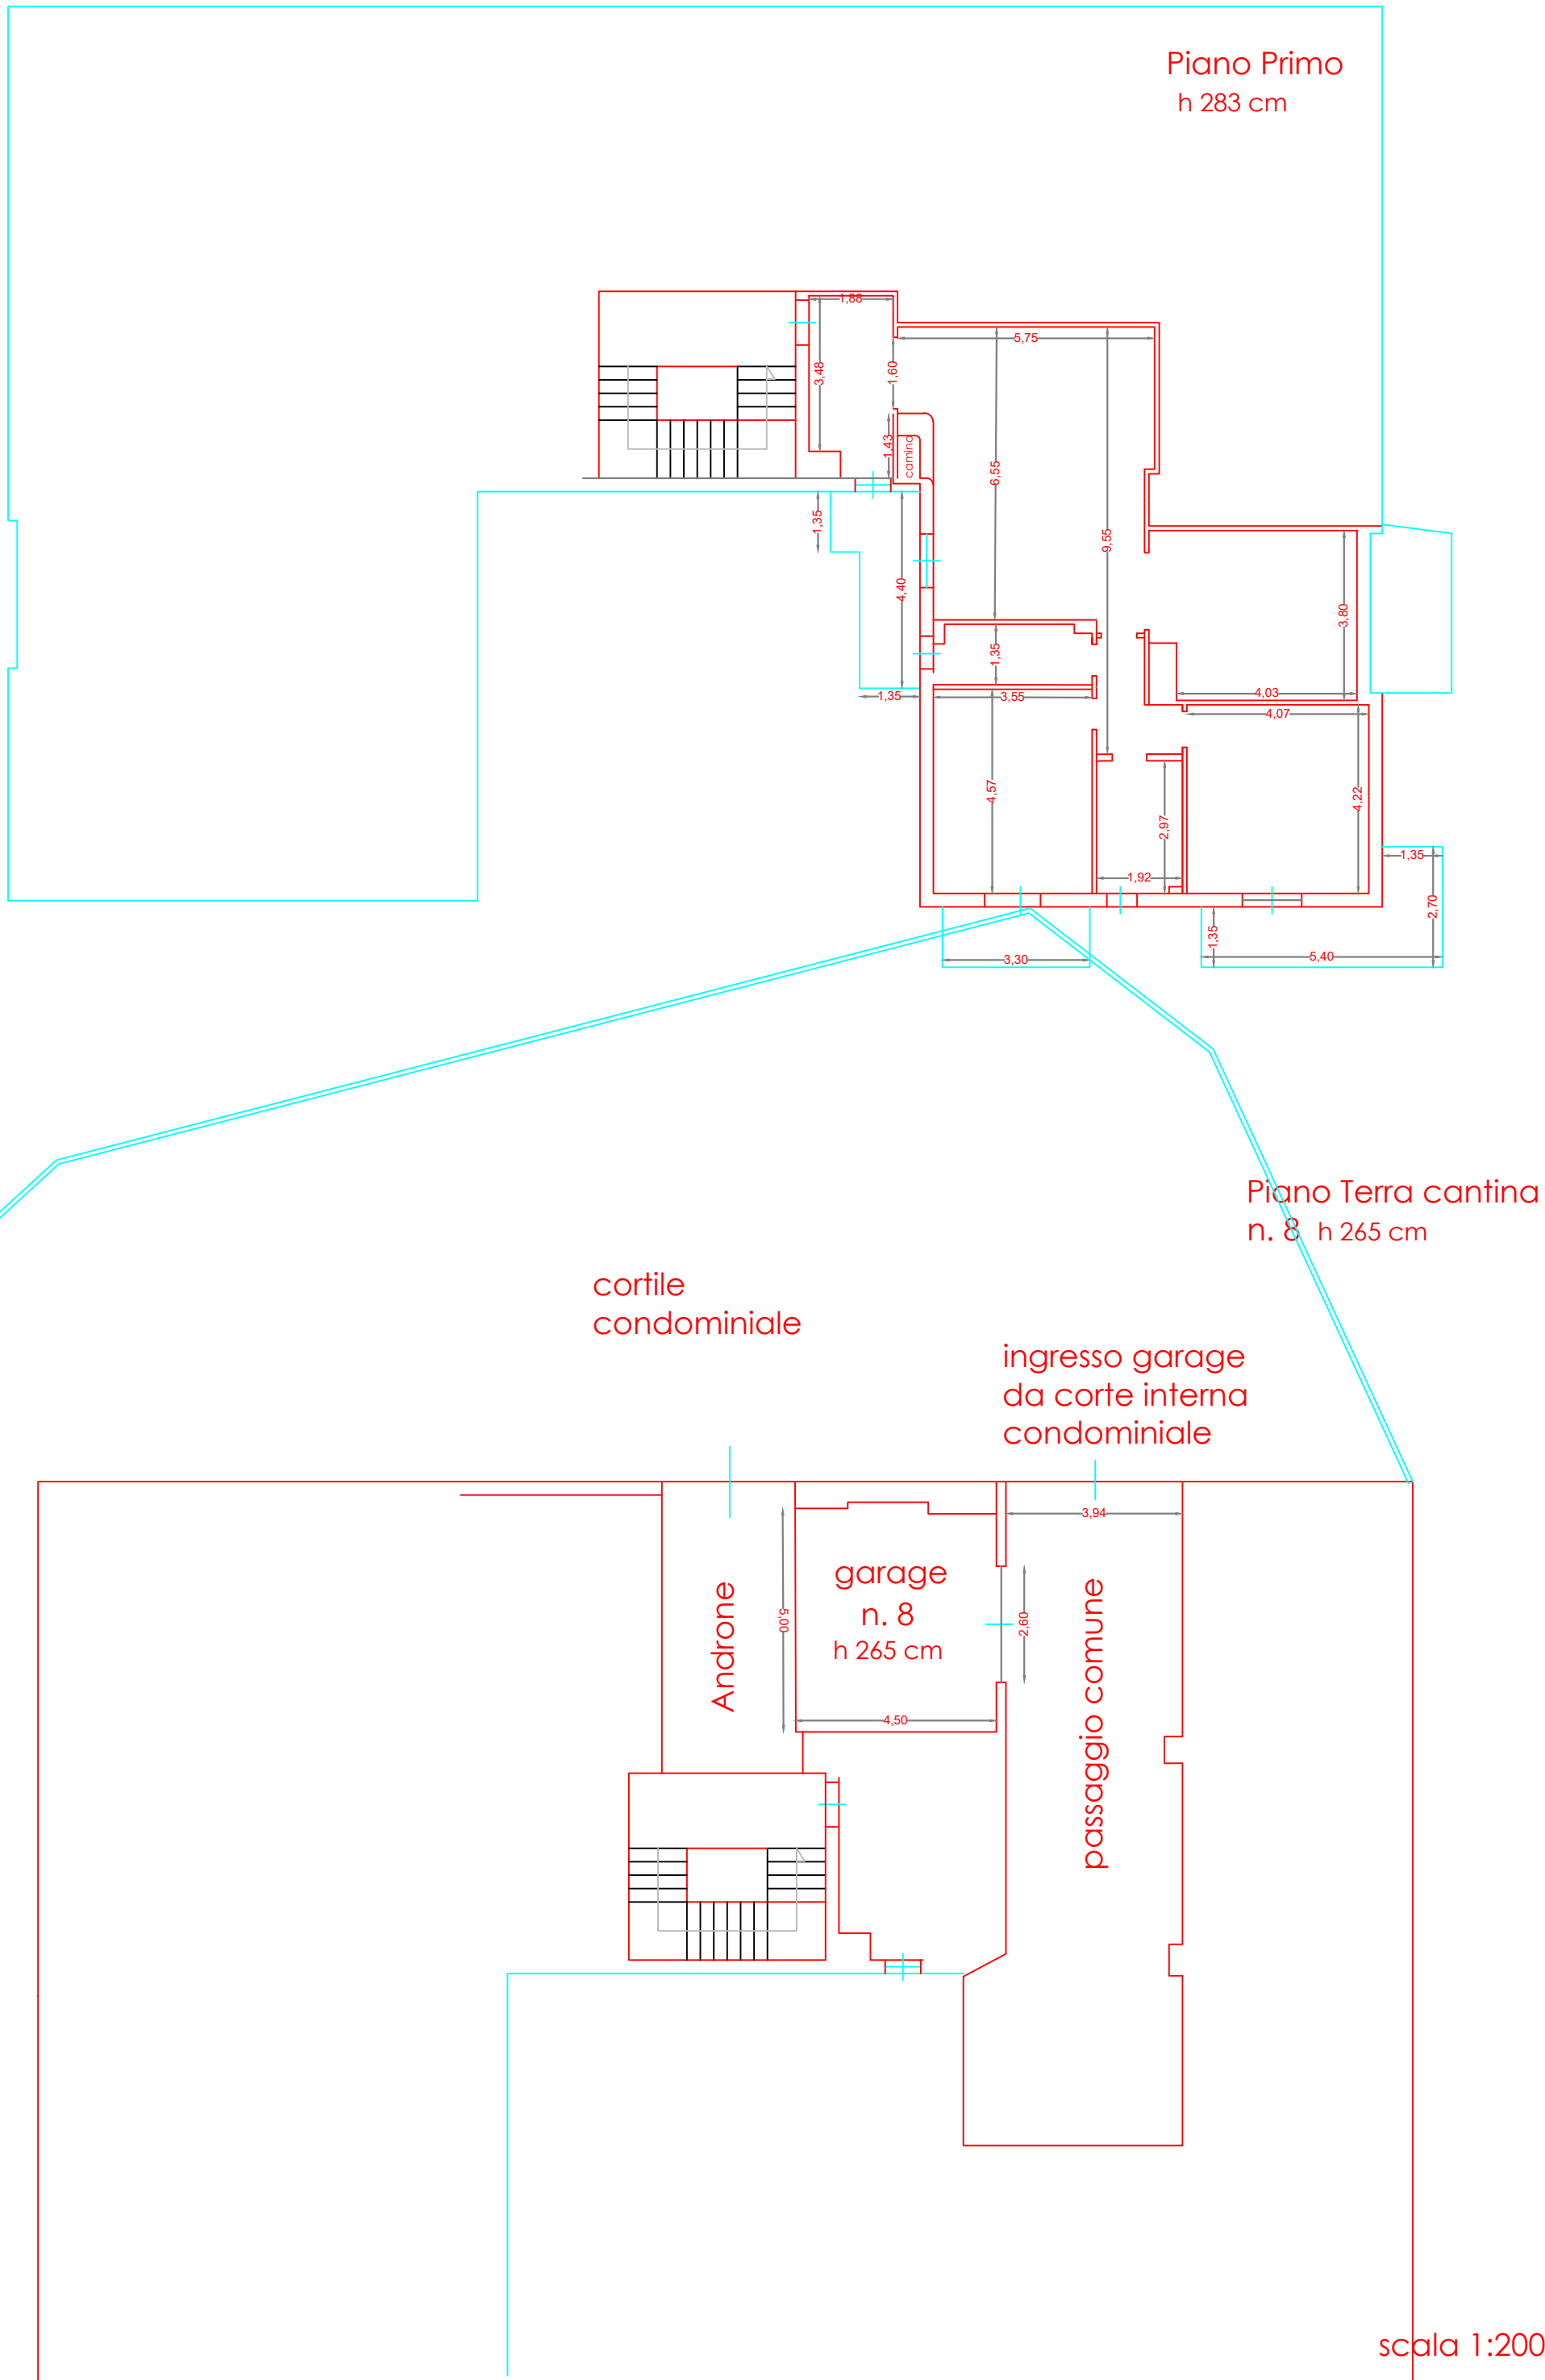 Piano Primo
h 283 cm
1,88
5,75
3,48
1,60
1,43
camino
6,55
9,55
1,35
4,40
3,80
1,35
1,35
3,55
4,03
4,07
4,57
2,97
4,22
1,92
1,35
2,70
1,35
3,30
5,40
Piano Terra cantina
n. 8 h 265 cm
cortile
condominiale
ingresso garage
da corte interna
condominiale
3,94
garage
n. 8
h 265 cm
Androne
5,00
2,60
passaggio comune
4,50
scala 1:200